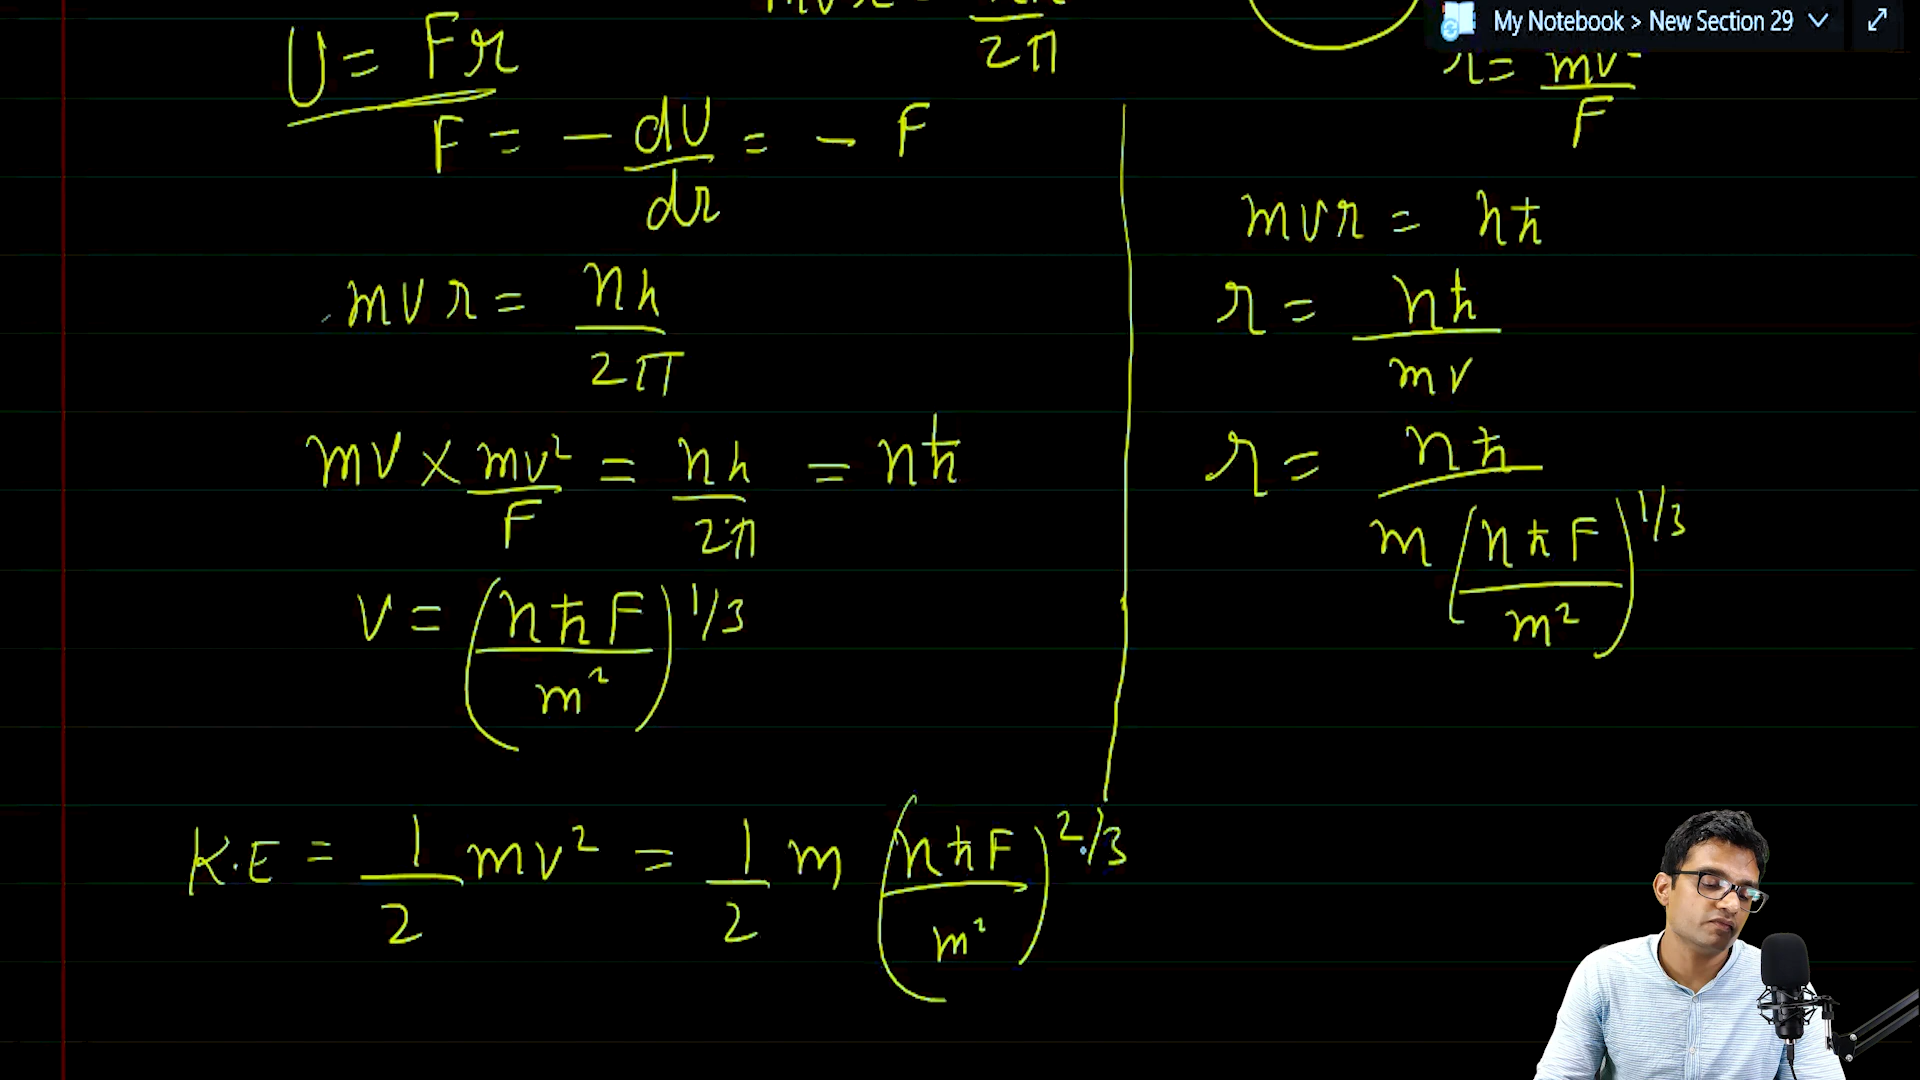 My Notebook > New Section 29
U = Fr
2π
F = - dU/dr = - F
mvr = nh/2π
mv × mv²/F = nh/2π = nħ
v = (nħF/m²)^1/3
K.E = 1/2 mv² = 1/2 m (nħF/m²)^2/3
r = mv²/F
mvr = nħ
r = nħ/mv
r = nħ/m(nħF/m²)^1/3